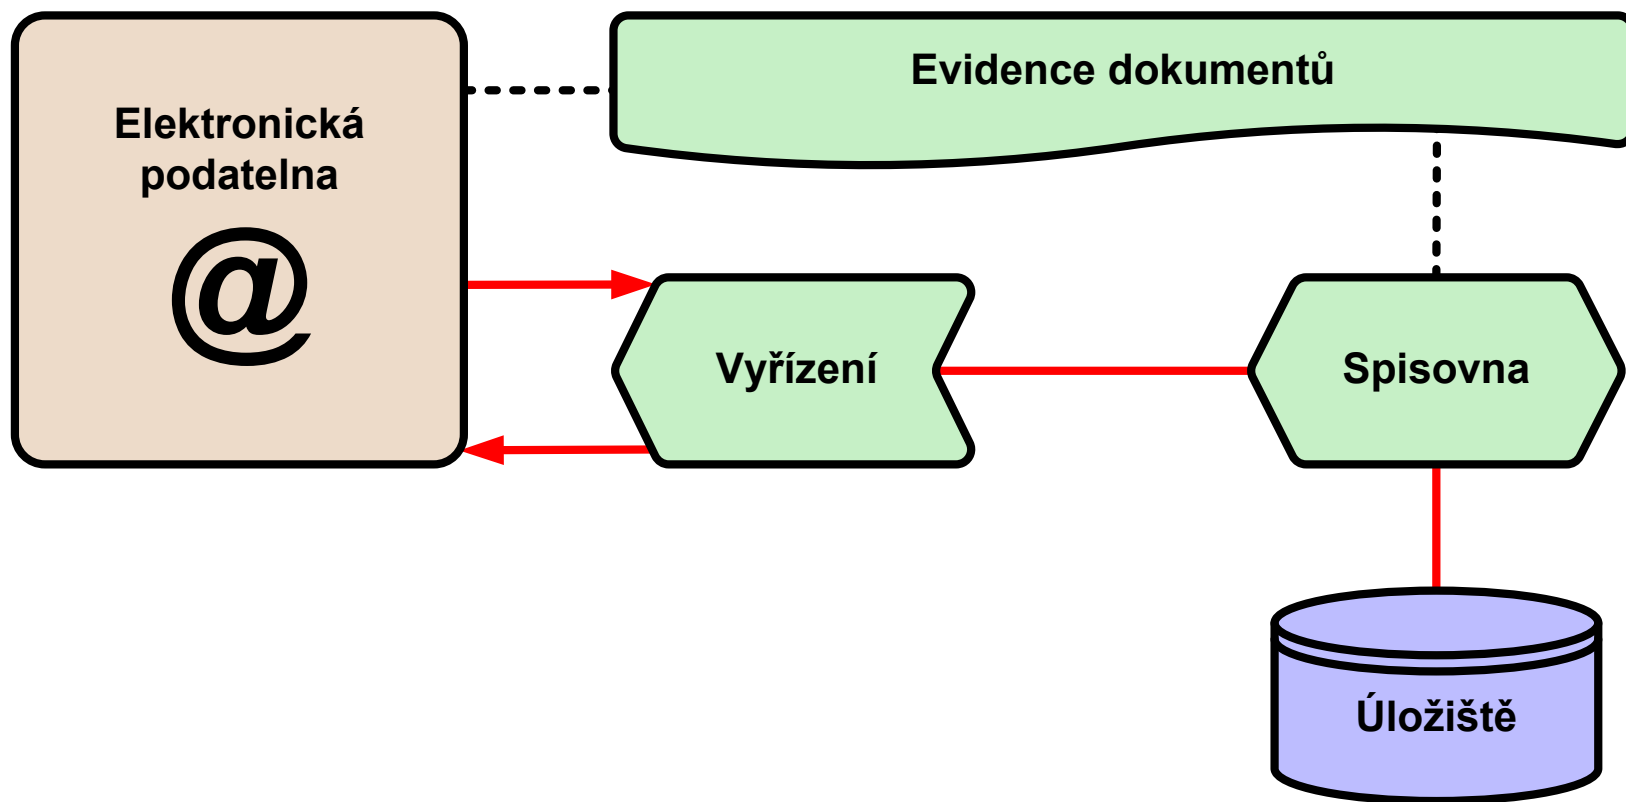 Evidence dokumentů
Elektronická
podatelna
@
Vyřízení
Spisovna
Úložiště